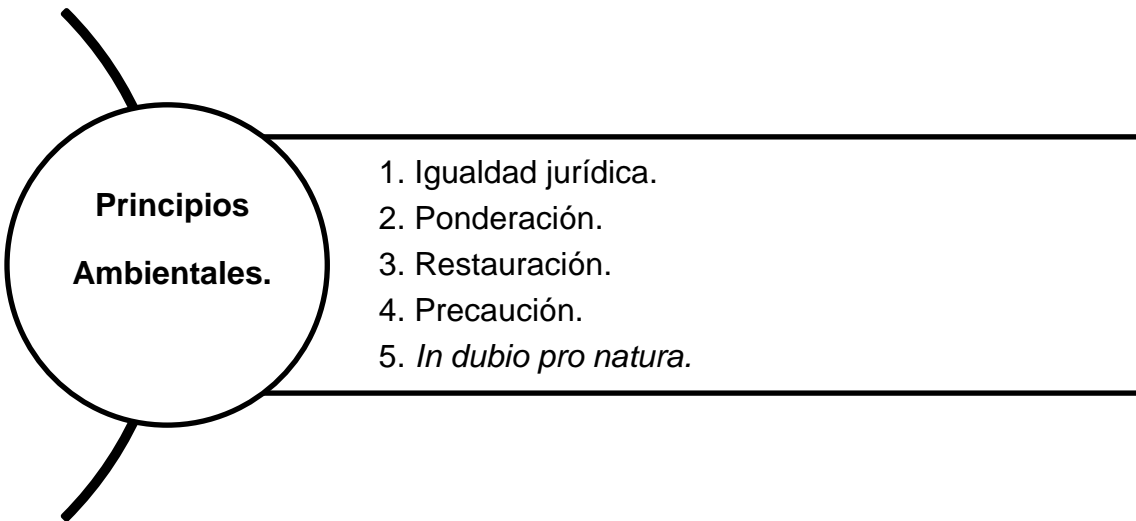 Principios
Ambientales.
1. Igualdad jurídica.
2. Ponderación.
3. Restauración.
4. Precaución.
5. In dubio pro natura.